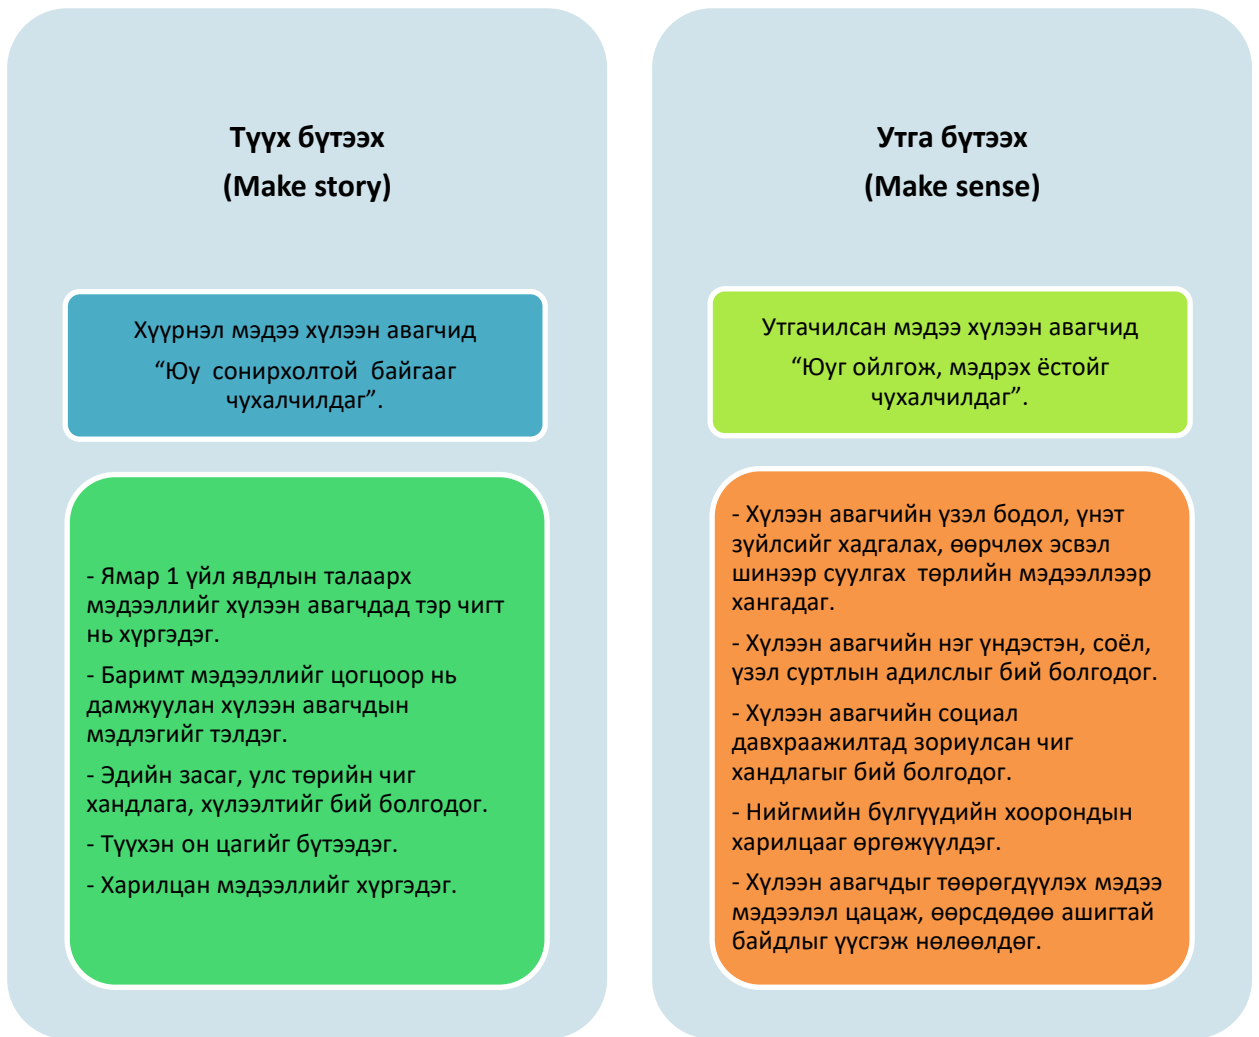 Түүх бүтээх
(Make story)
Хүүрнэл мэдээ хүлээн авагчид
“Юу сонирхолтой байгааг
чухалчилдаг”.
- Ямар 1 үйл явдлын талаарх
мэдээллийг хүлээн авагчдад тэр чигт
нь хүргэдэг.
- Баримт мэдээллийг цогцоор нь
дамжуулан хүлээн авагчдын
мэдлэгийг тэлдэг.
- Эдийн засаг, улс төрийн чиг
хандлага, хүлээлтийг бий болгодог.
- Түүхэн он цагийг бүтээдэг.
- Харилцан мэдээллийг хүргэдэг.
Утга бүтээх
(Make sense)
Утгачилсан мэдээ хүлээн авагчид
“Юуг ойлгож, мэдрэх ёстойг
чухалчилдаг”.
- Хүлээн авагчийн үзэл бодол, үнэт
зүйлсийг хадгалах, өөрчлөх эсвэл
шинээр суулгах төрлийн мэдээллээр
хангадаг.
- Хүлээн авагчийн нэг үндэстэн, соёл,
үзэл суртлын адилслыг бий болгодог.
- Хүлээн авагчийн социал
давхраажилтад зориулсан чиг
хандлагыг бий болгодог.
- Нийгмийн бүлгүүдийн хоорондын
харилцааг өргөжүүлдэг.
- Хүлээн авагчдыг төөрөгдүүлэх мэдээ
мэдээлэл цацаж, өөрсдөдөө ашигтай
байдлыг үүсгэж нөлөөлдөг.